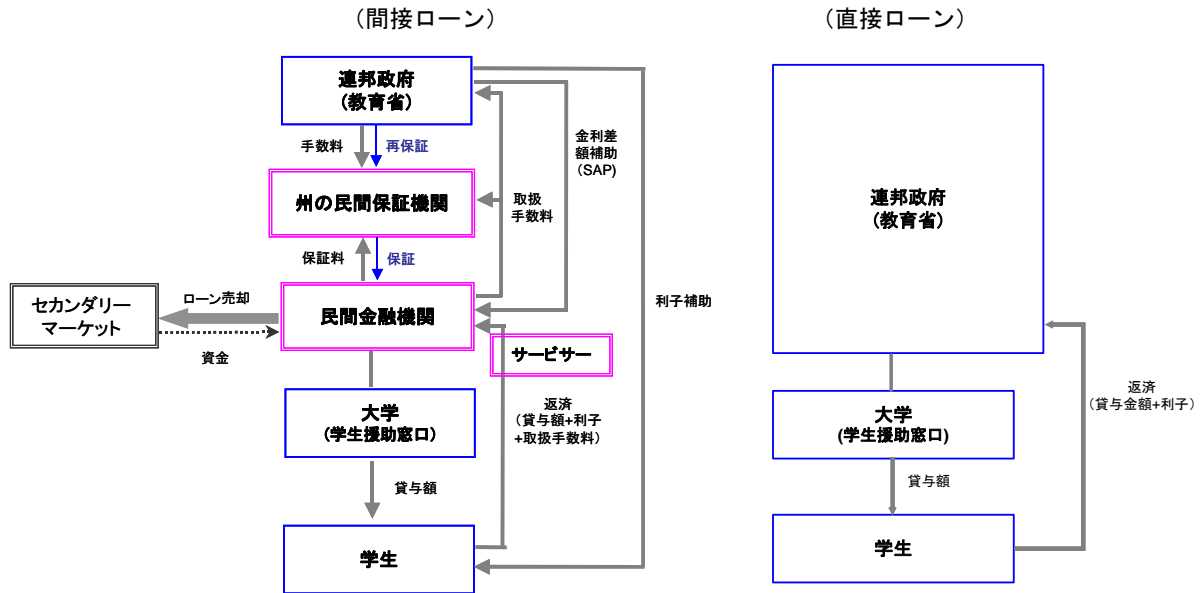 （間接ローン）
連邦政府
（教育省）
手数料
再保証
州の民間保証機関
保証料
保証
取扱
手数料
金利差
額補助
（SAP)
利子補助
セカンダリー
マーケット
ローン売却
資金
民間金融機関
サービサー
大学
（学生援助窓口）
返済
（貸与額+利子
+取扱手数料）
貸与額
学生
（直接ローン）
連邦政府
（教育省）
大学
（学生援助窓口）
貸与額
学生
返済
（貸与金額+利子）